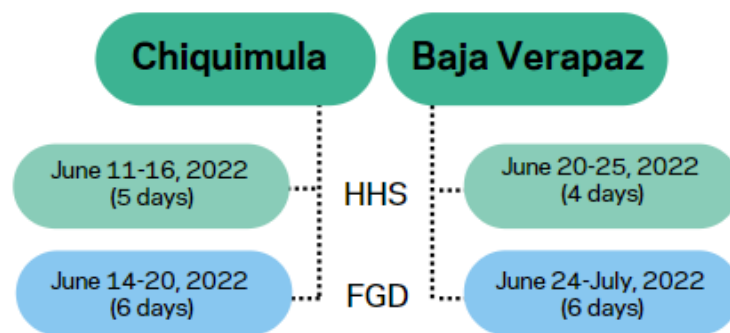 Chiquimula
Baja Verapaz
June 11-16, 2022
(5 days)
HHS
June 20-25, 2022
(4 days)
June 14-20, 2022
(6 days)
FGD
June 24-July, 2022
(6 days)